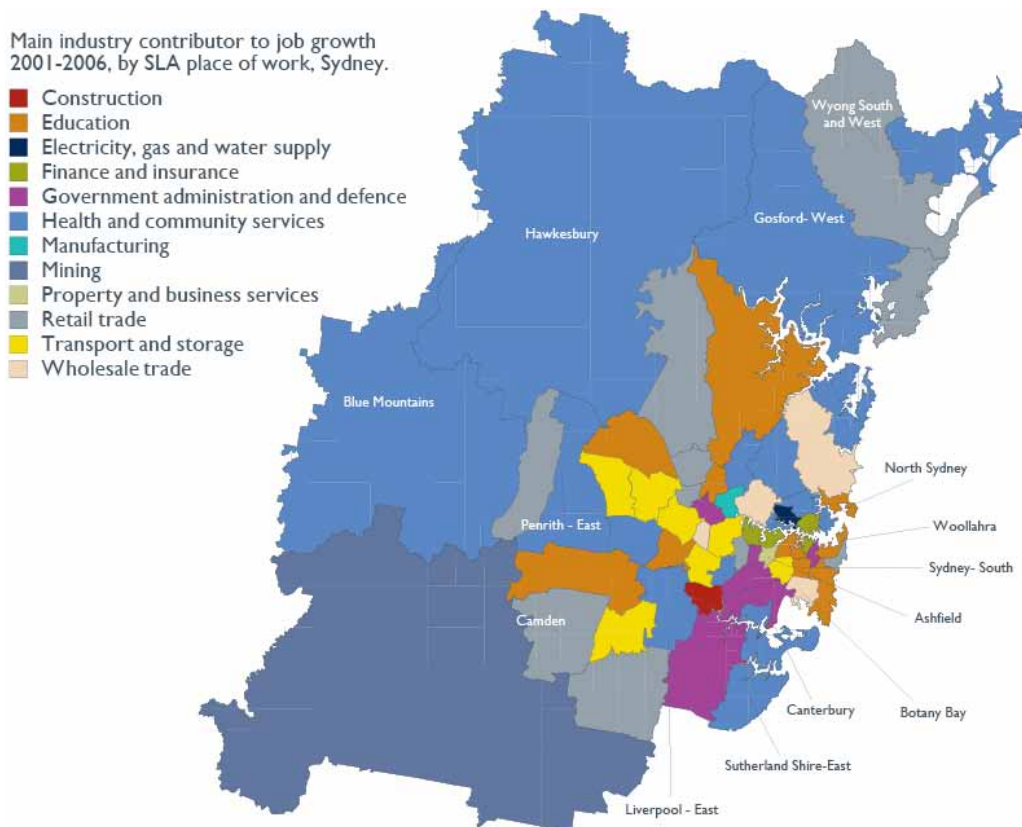 Main industry contributor to job growth
2001-2006, by SLA place of work, Sydney.
Construction
Education
Electricity, gas and water supply
Finance and insurance
Government administration and defence
Health and community services
Manufacturing
Mining
Property and business services
Retail trade
Transport and storage
Wholesale trade
Wyong South
and West
Gosford- West
Hawkesbury
Blue Mountains
North Sydney
Penrith - East
Woollahra
Sydney- South
Ashfield
Camden
Canterbury
Botany Bay
Sutherland Shire-East
Liverpool - East